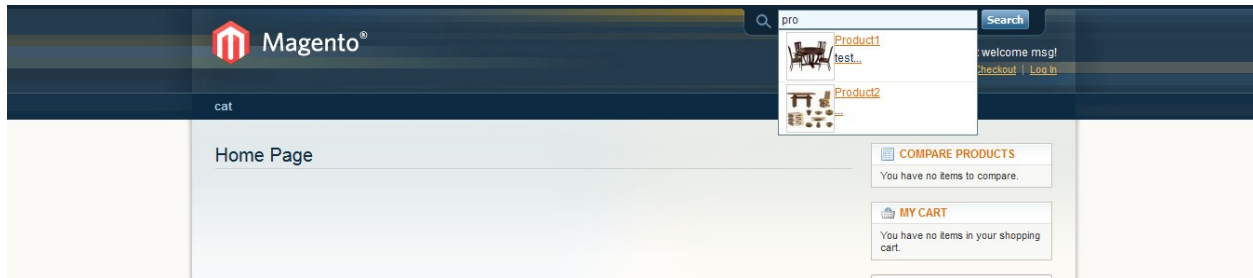 Magento®
pro
Search
Product1
test...
welcome msg!
Checkout | Log In
Product2
...
cat
Home Page
COMPARE PRODUCTS
You have no items to compare.
MY CART
You have no items in your shopping
cart.